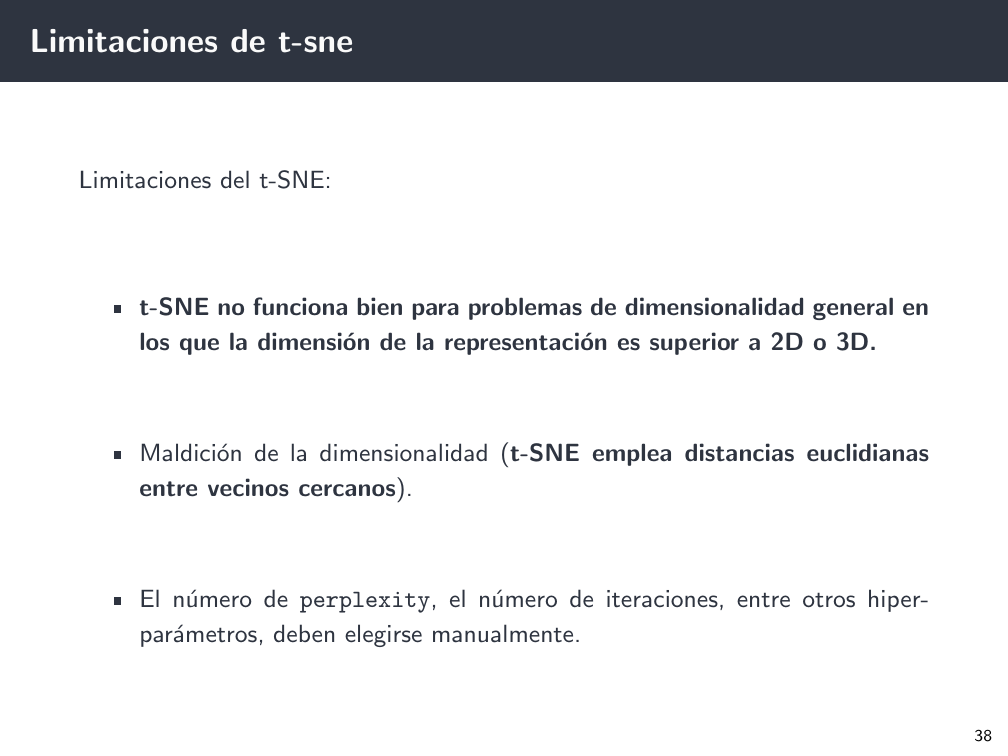 Limitaciones de t-sne
Limitaciones del t-SNE:
▪ t-SNE no funciona bien para problemas de dimensionalidad general en
los que la dimensión de la representación es superior a 2D o 3D.
▪ Maldición de la dimensionalidad (t-SNE emplea distancias euclidianas
entre vecinos cercanos).
▪ El número de perplexity, el número de iteraciones, entre otros hiper-
parámetros, deben elegirse manualmente.
38